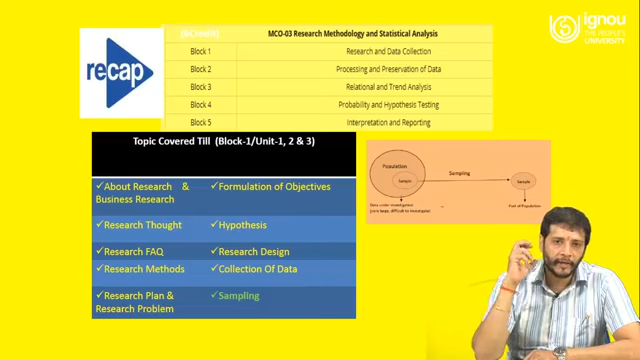 (6Credit) MCO-03 Research Methodology and Statistical Analysis
Block 1 Research and Data Collection
Block 2 Processing and Preservation of Data
Block 3 Relational and Trend Analysis
Block 4 Probability and Hypothesis Testing
Block 5 Interpretation and Reporting
recap
ignou
THE PEOPLE'S
UNIVERSITY
Topic Covered Till (Block-1/Unit-1, 2 & 3)
✓About Research & Business Research
✓Formulation of Objectives
✓Research Thought
✓Hypothesis
✓Research FAQ
✓Research Design
✓Research Methods
✓Collection Of Data
✓Research Plan &
Research Problem
✓Sampling
Population
Sample
Sampling
Sample
Data under investigation
Part of Population